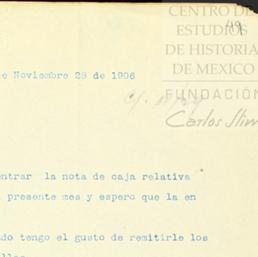 CENTRO DE
ESTUDIOS
DE HISTORIA
DE MEXICO
FUNDACIÓN
Carlos Slim
e Noviembre 28 de 1906
entrar la nota de caja relativa
presente mes y espero que la en
do tengo el gusto de remitirle los